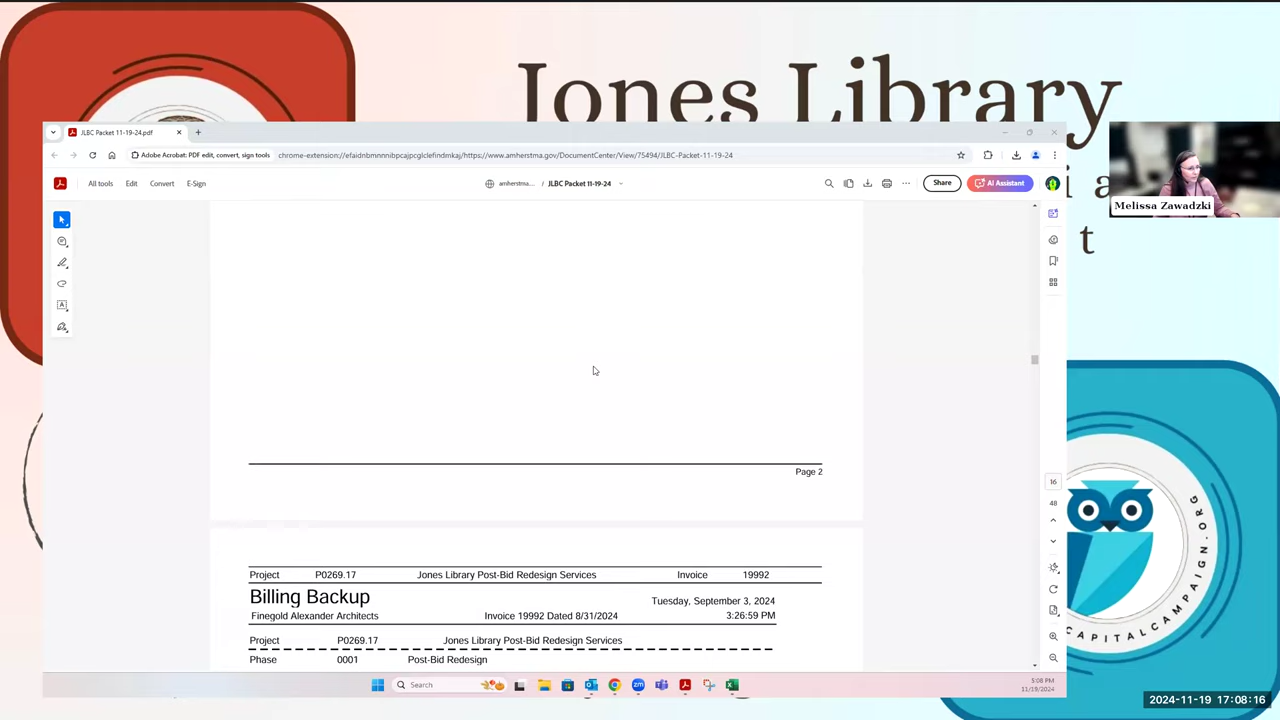 Jones Library
JLBC Packet 11-19-24.pdf
Adobe Acrobat: PDF edit, convert, sign tools
chrome-extension://efaidnbmnnnibpcajpcglclefindmkaj/https://www.amherstma.gov/DocumentCenter/View/75494/JLBC-Packet-11-19-24
All tools Edit Convert E-Sign
amherstma... / JLBC Packet 11-19-24
Share
AI Assistant
Melissa Zawadzki
t
Page 2
16
48
Project P0269.17 Jones Library Post-Bid Redesign Services Invoice 19992
Billing Backup
Tuesday, September 3, 2024
Finegold Alexander Architects Invoice 19992 Dated 8/31/2024 3:26:59 PM
Project P0269.17 Jones Library Post-Bid Redesign Services
Phase 0001 Post-Bid Redesign
CAPITALCAMPAIGN.ORG
Search
5:08 PM
11/19/2024
2024-11-19 17:08:16